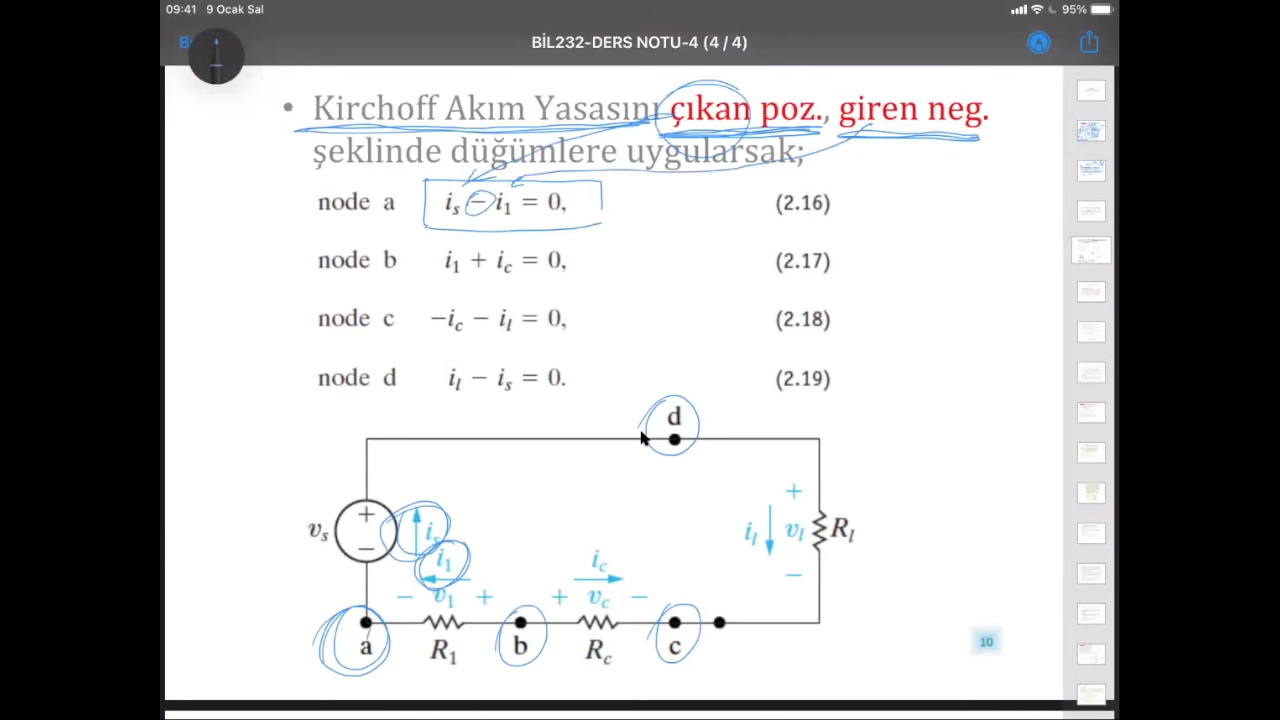 09:41 9 Ocak Sal
95%
BİL232-DERS NOTU-4 (4 / 4)
• Kirchoff Akım Yasasını çıkan poz., giren neg.
şeklinde düğümlere uygularsak;
node a is − i1 = 0, (2.16)
node b i1 + ic = 0, (2.17)
node c −ic − il = 0, (2.18)
node d il − is = 0. (2.19)
d
+ +
vs is il vl Rl
−
i1 ic
−
− v1 + + vc −
a R1 b Rc c
10